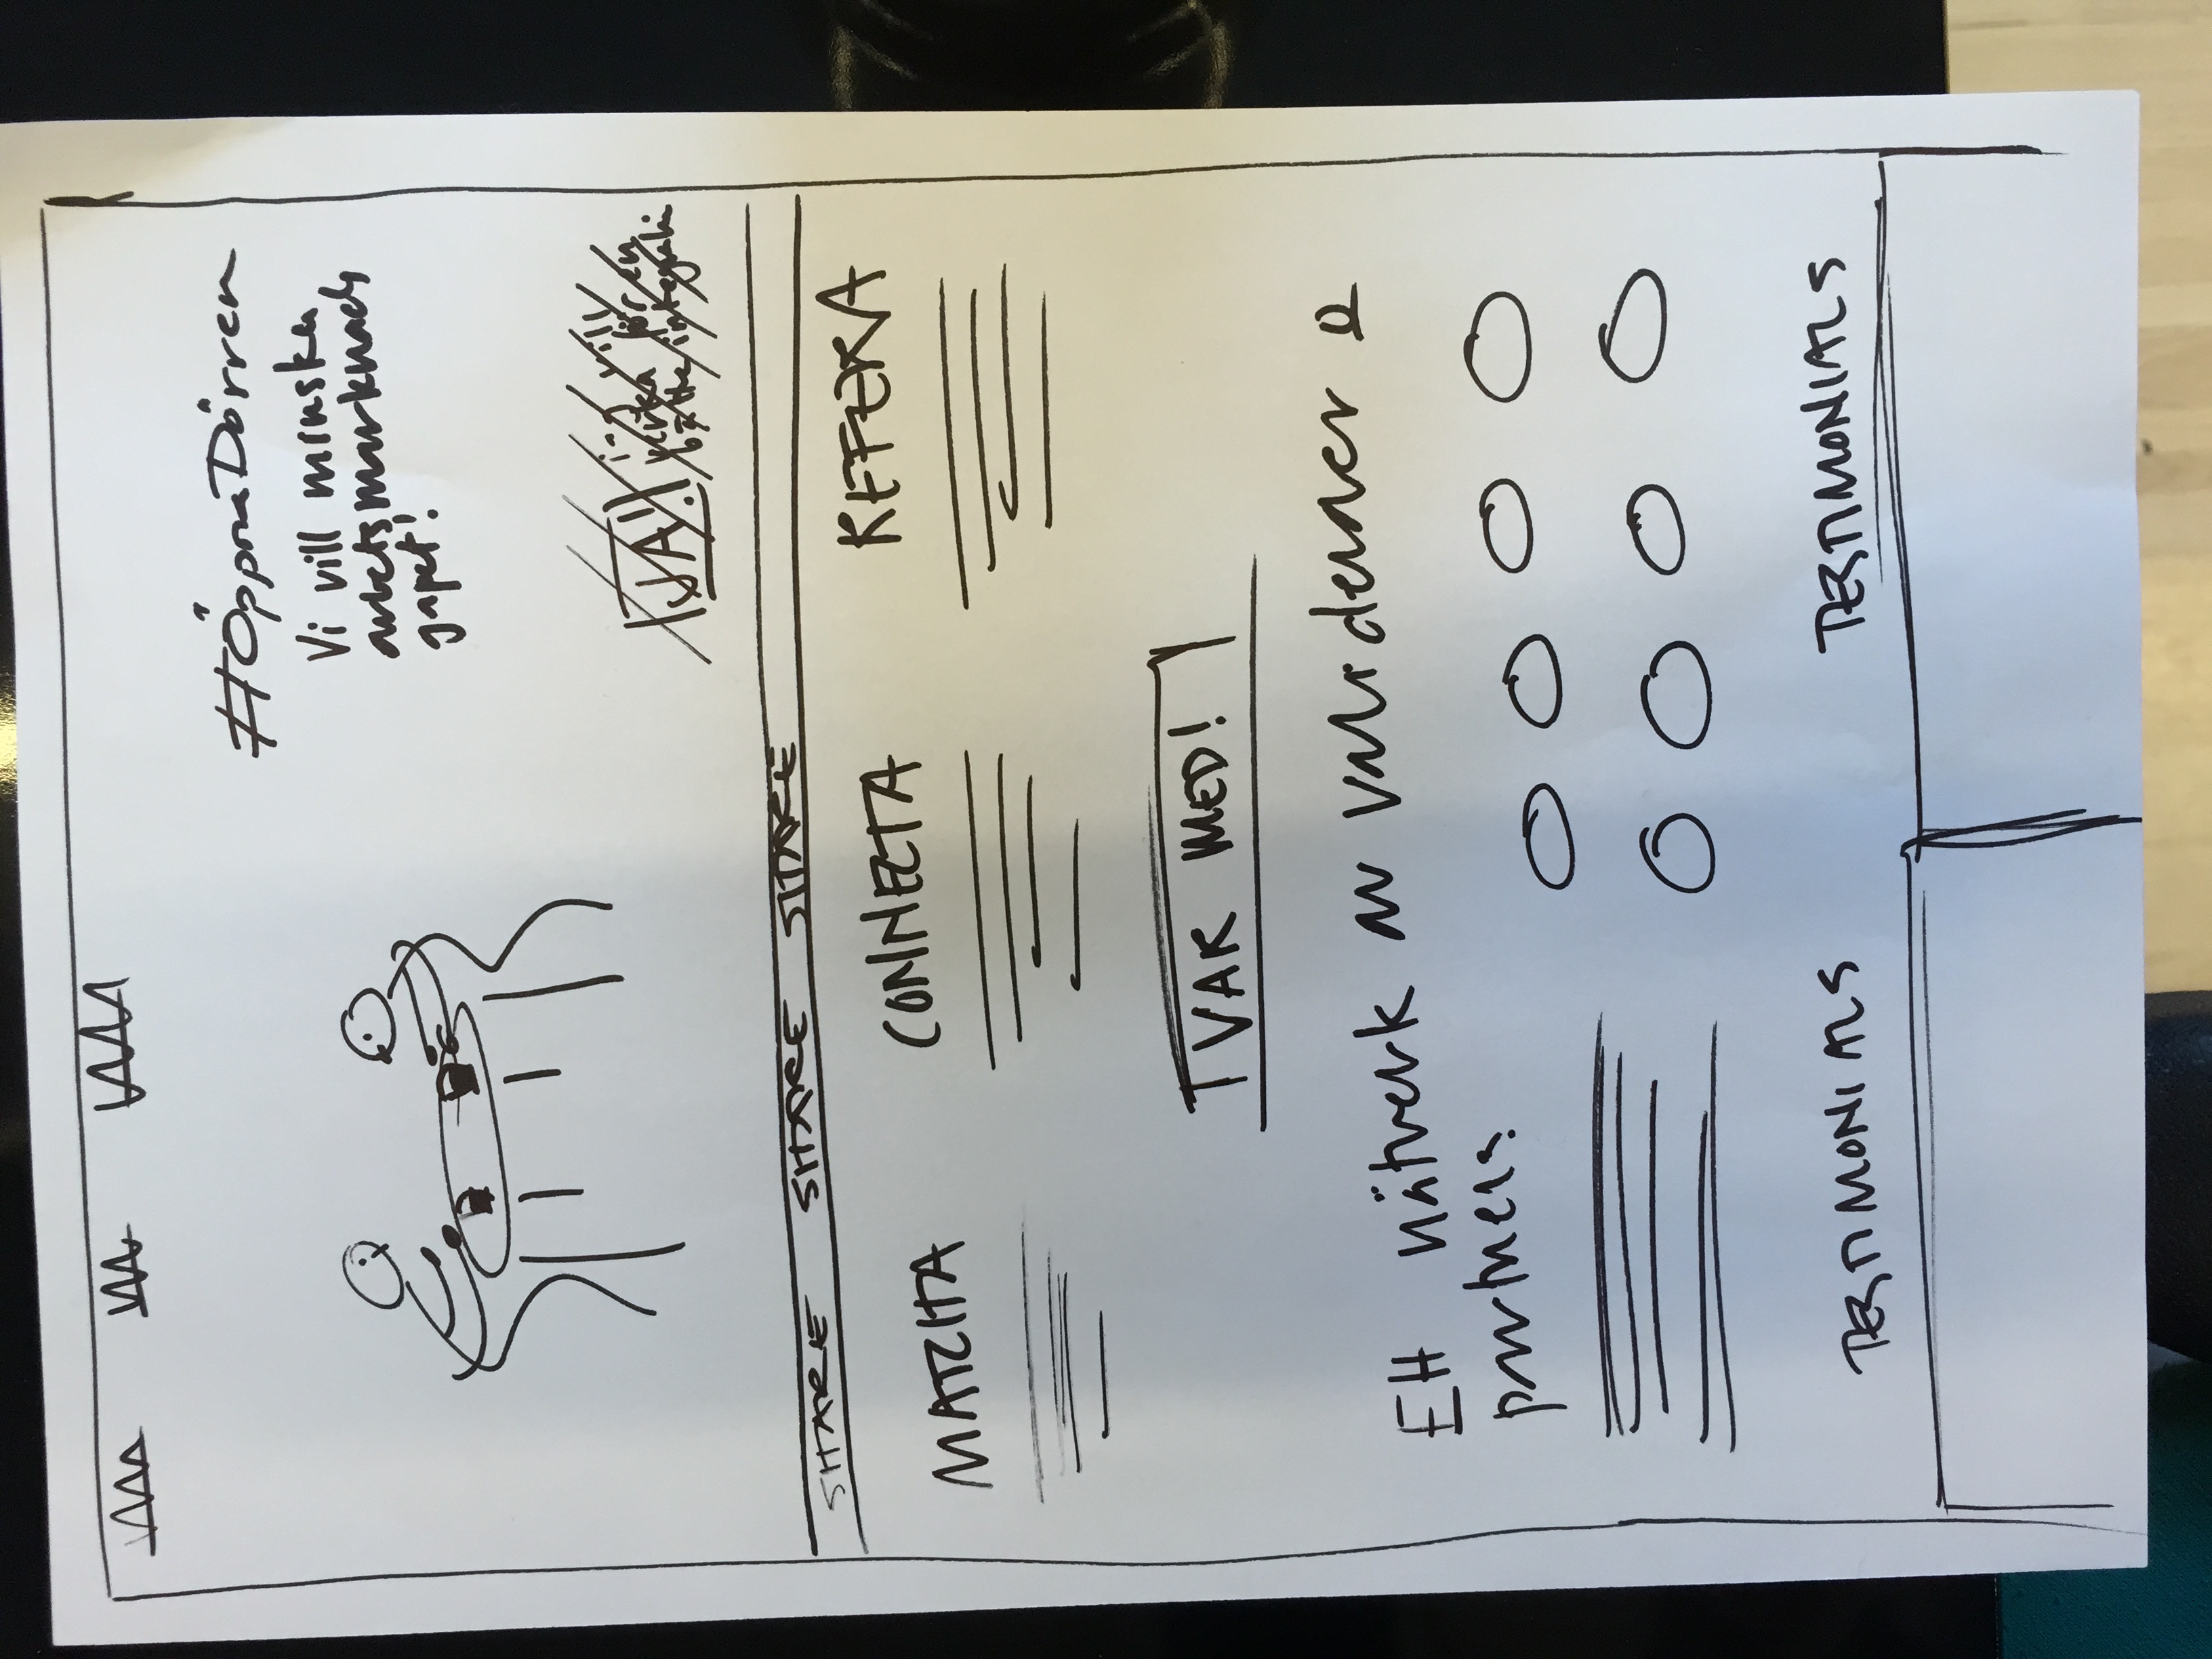 #ÖppnaDörren
Vi vill minska
arbetsmarknads
gapet!
JA! jag vill
verka för en
bättre integration
SHARE SHARE SHARE
MATCHA
CONNECTA
REFERA
VAR MED!
Ett nätverk av validerader
partners
TESTIMONIALS TESTIMONIALS